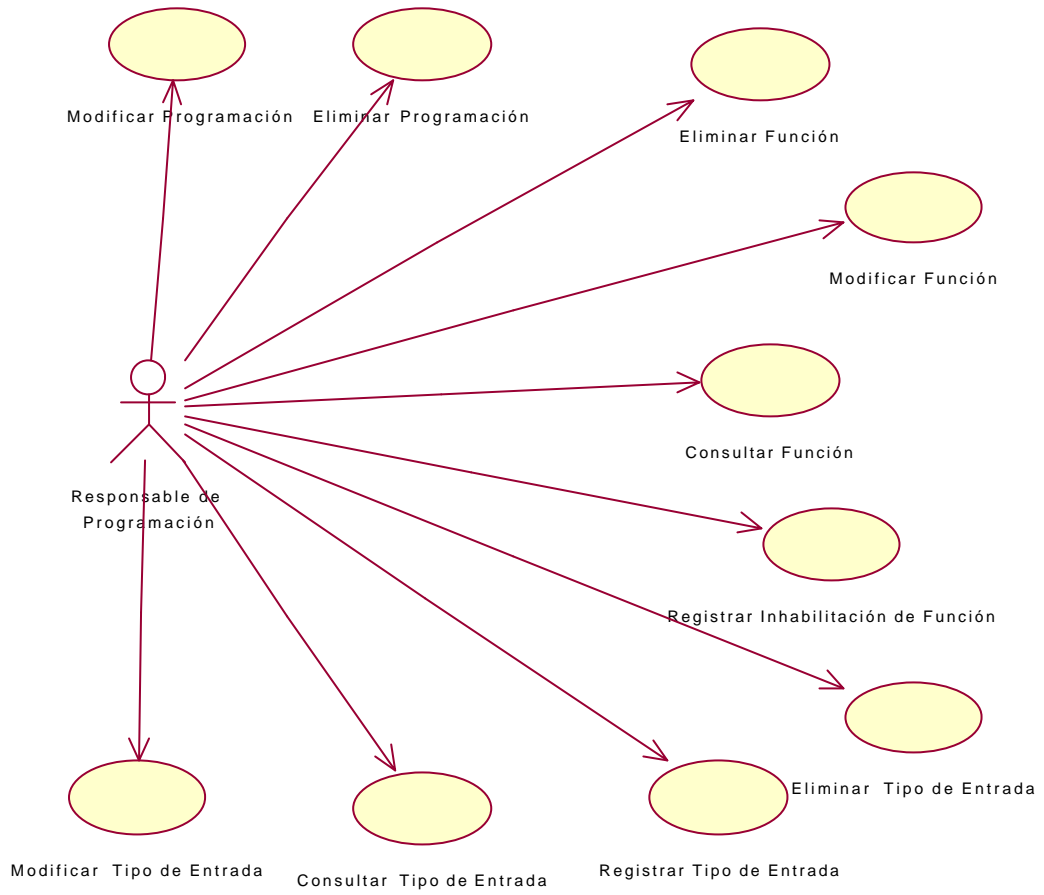 Modificar Programación
Eliminar Programación
Eliminar Función
Modificar Función
Consultar Función
Responsable de
Programación
Registrar Inhabilitación de Función
Eliminar Tipo de Entrada
Modificar Tipo de Entrada
Consultar Tipo de Entrada
Registrar Tipo de Entrada